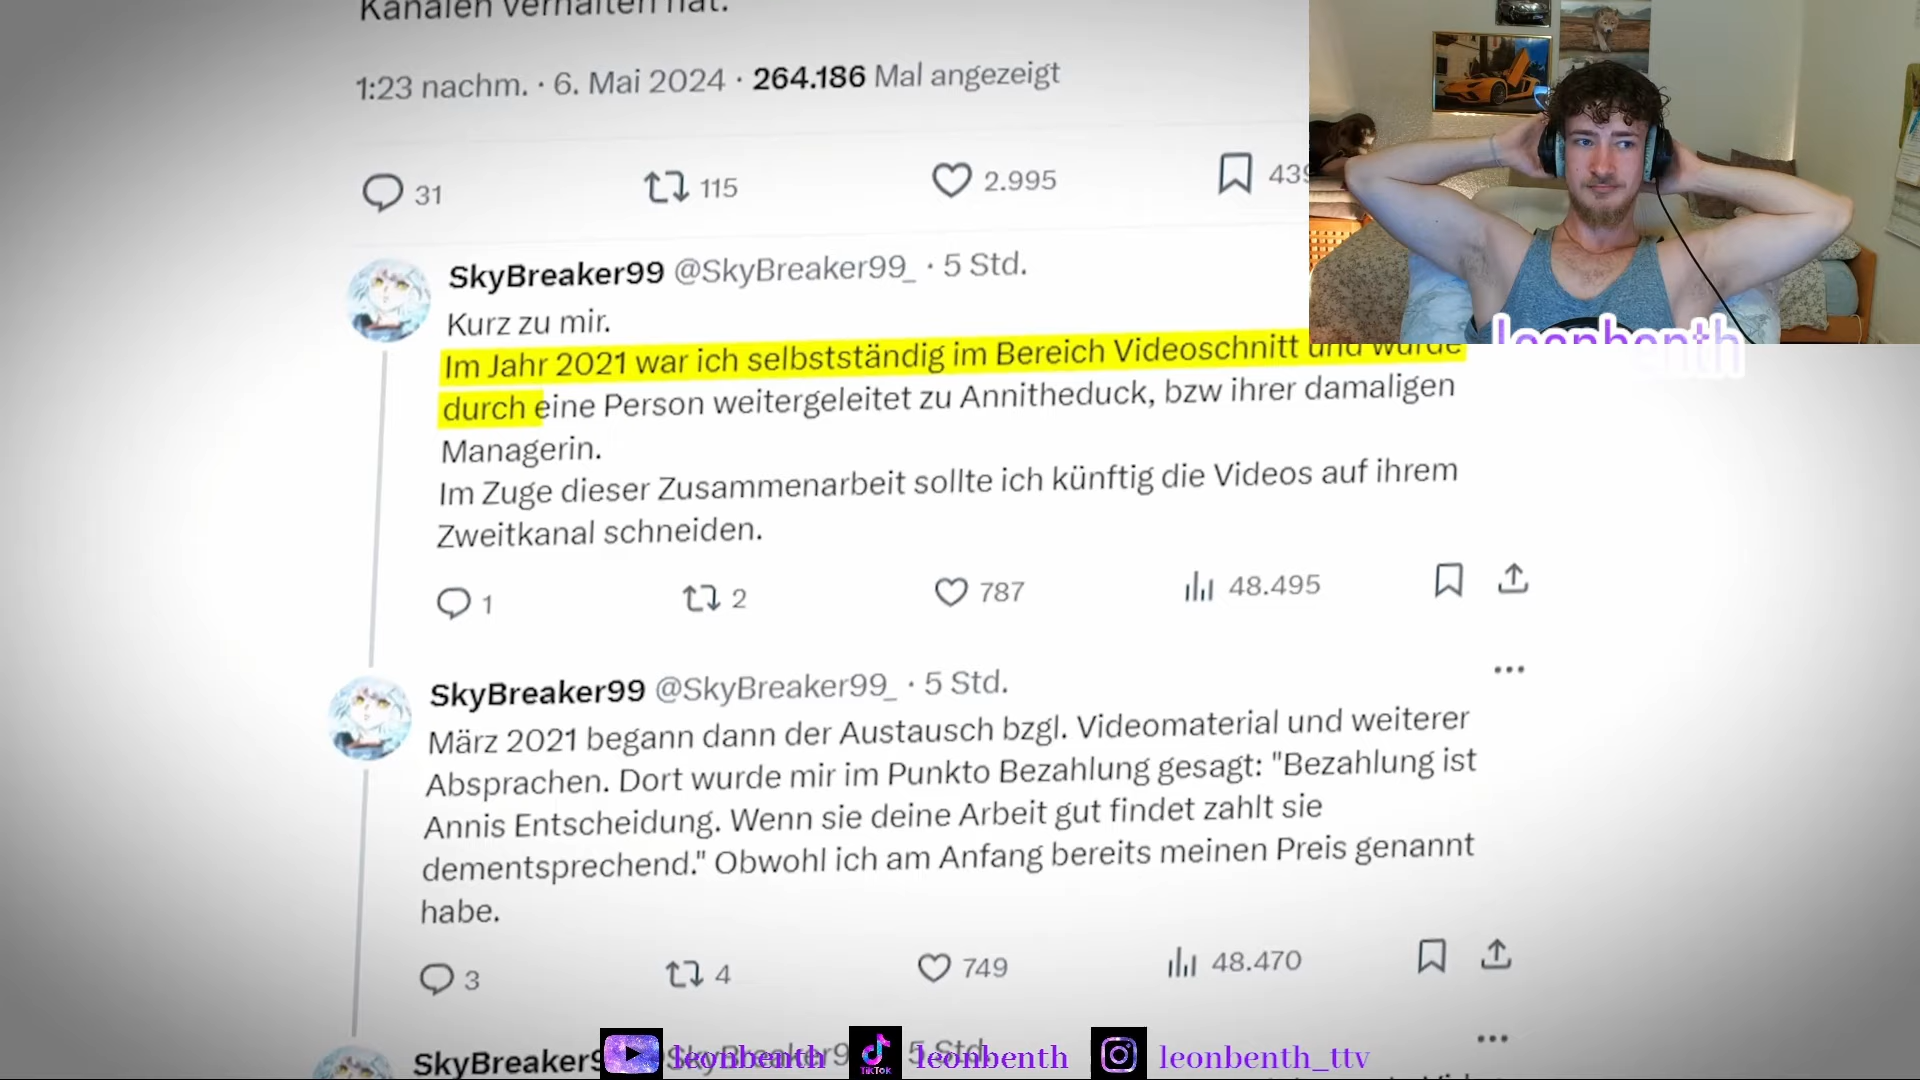 Kanälen verhalten hat.
1:23 nachm. · 6. Mai 2024 · 264.186 Mal angezeigt
31 115 2.995 439
SkyBreaker99 @SkyBreaker99_ · 5 Std.
Kurz zu mir.
Im Jahr 2021 war ich selbstständig im Bereich Videoschnitt und wurde
durch eine Person weitergeleitet zu Annitheduck, bzw ihrer damaligen
Managerin.
Im Zuge dieser Zusammenarbeit sollte ich künftig die Videos auf ihrem
Zweitkanal schneiden.
1 2 787 48.495
SkyBreaker99 @SkyBreaker99_ · 5 Std.
März 2021 begann dann der Austausch bzgl. Videomaterial und weiterer
Absprachen. Dort wurde mir im Punkto Bezahlung gesagt: "Bezahlung ist
Annis Entscheidung. Wenn sie deine Arbeit gut findet zahlt sie
dementsprechend." Obwohl ich am Anfang bereits meinen Preis genannt
habe.
3 4 749 48.470
leonbenth
SkyBreaker99 5 Std.
leonbenth TikTok leonbenth leonbenth_ttv